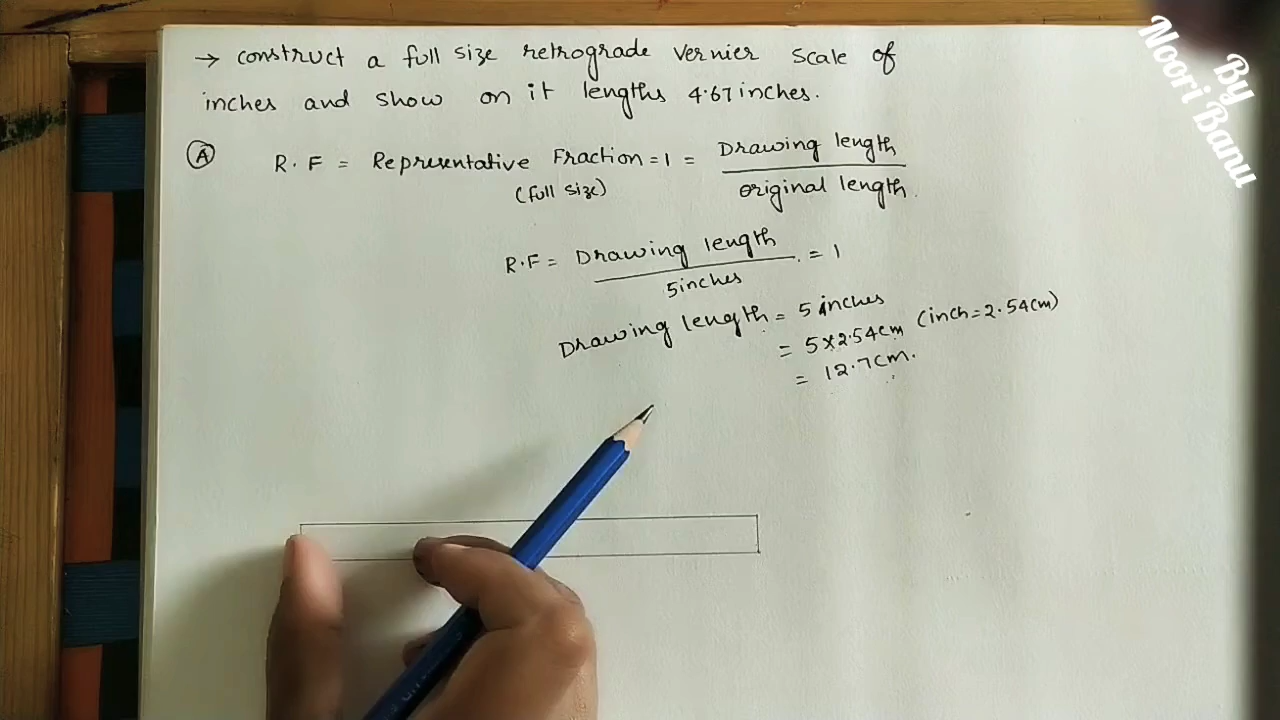 → construct a full size retrograde vernier scale of
inches and show on it lengths 4.67 inches.
Ⓐ R.F = Representative Fraction = 1 = Drawing length
(full size) original length.
R.F = Drawing length = 1
5inches
Drawing length = 5 inches
= 5×2.54cm (inch=2.54cm)
= 12.7cm.
By
Noori Banu